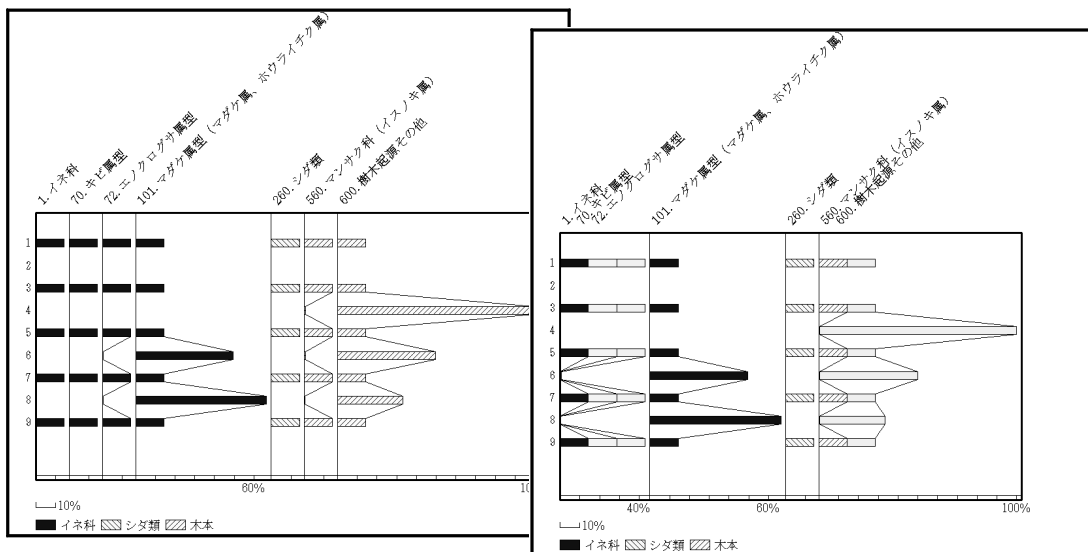 1. イネ科
70. キビ属型
72. エノクログサ属型
101. マダケ型（マダケ属、ホウライチク属）
260. シダ類
560. マンサク科（イスノキ属）
600. 樹木起源その他
1
2
3
4
5
6
7
8
9
60%
10%
イネ科 シダ類 木本
1. イネ科
70. キビ属型
72. エノクログサ属型
101. マダケ属型（マダケ属、ホウライチク属）
260. シダ類
560. マンサク科（イスノキ属）
600. 樹木起源その他
1
2
3
4
5
6
7
8
9
40% 60% 100%
10%
イネ科 シダ類 木本